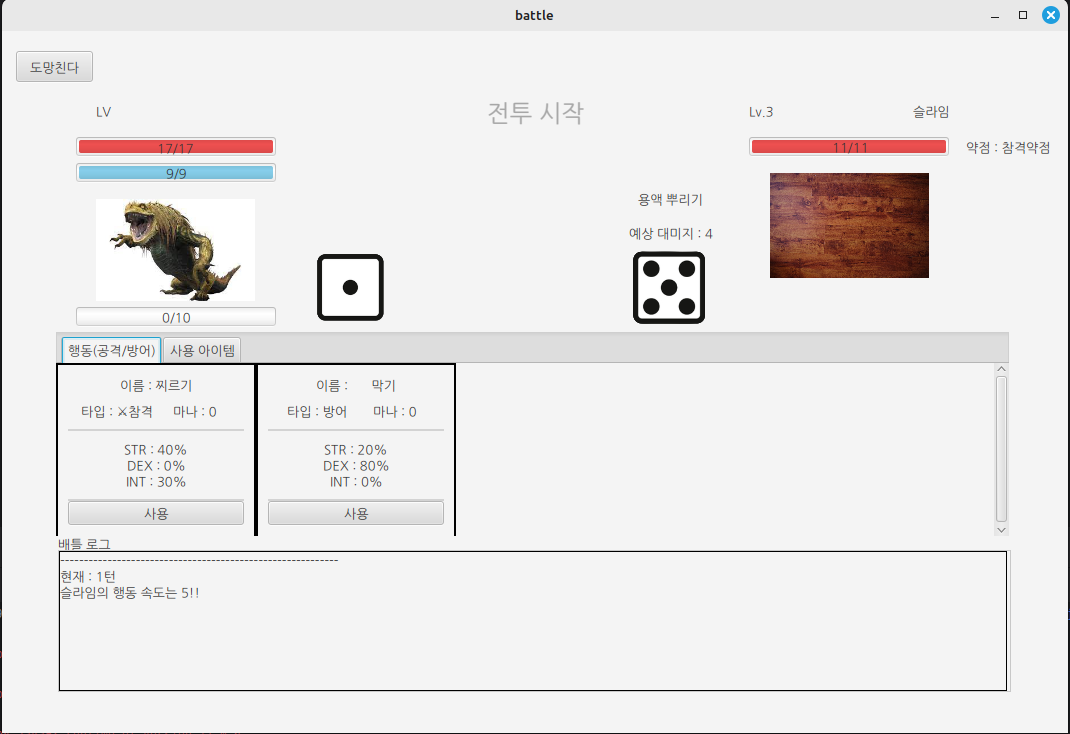 battle
도망친다
LV
전투 시작
Lv.3 슬라임
17/17
11/11 약점 : 참격약점
9/9
용액 뿌리기
예상 대미지 : 4
0/10
행동(공격/방어) 사용 아이템
이름 : 찌르기
타입 : ⚔참격 마나 : 0
STR : 40%
DEX : 0%
INT : 30%
사용
이름 : 막기
타입 : 방어 마나 : 0
STR : 20%
DEX : 80%
INT : 0%
사용
배틀 로그
------------------------------------------------------------
현재 : 1턴
슬라임의 행동 속도는 5!!